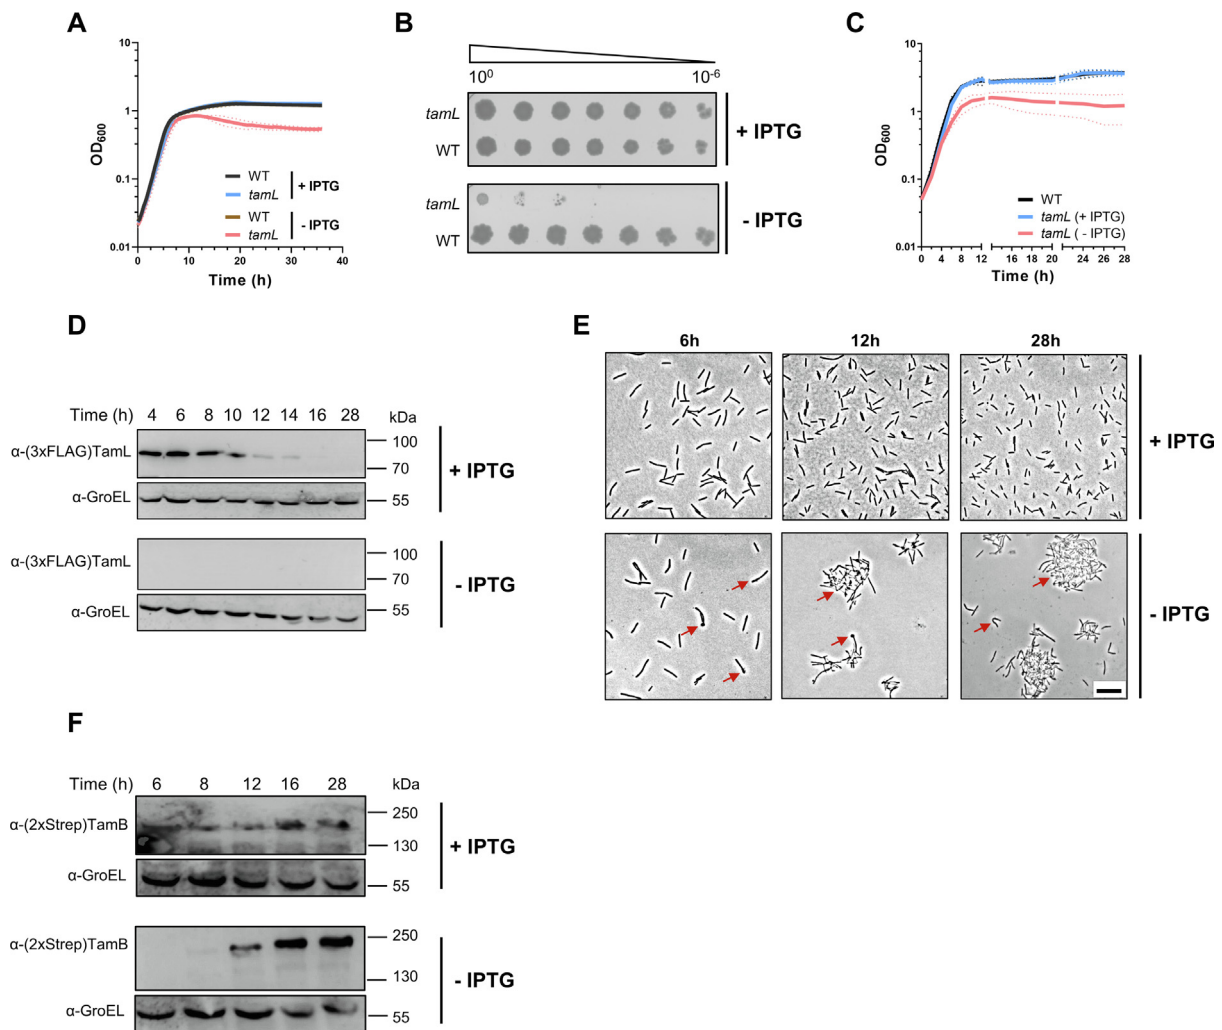 A
10
1
0.1
0.01
OD600
0
10
20
30
40
Time (h)
WT
tamL
+ IPTG
WT
tamL
- IPTG
B
10^0
10^-6
tamL
WT
+ IPTG
tamL
WT
- IPTG
C
10
1
0.1
0.01
OD600
WT
tamL (+ IPTG)
tamL ( - IPTG)
0 4 8 12 16 20 24 26 28
Time (h)
D
Time (h) 4 6 8 10 12 14 16 28 kDa
α-(3xFLAG)TamL
100
70
α-GroEL
55
+ IPTG
α-(3xFLAG)TamL
100
70
α-GroEL
55
- IPTG
E
6h
12h
28h
+ IPTG
- IPTG
F
Time (h) 6 8 12 16 28 kDa
α-(2xStrep)TamB
250
130
α-GroEL
55
+ IPTG
α-(2xStrep)TamB
250
130
α-GroEL
55
- IPTG